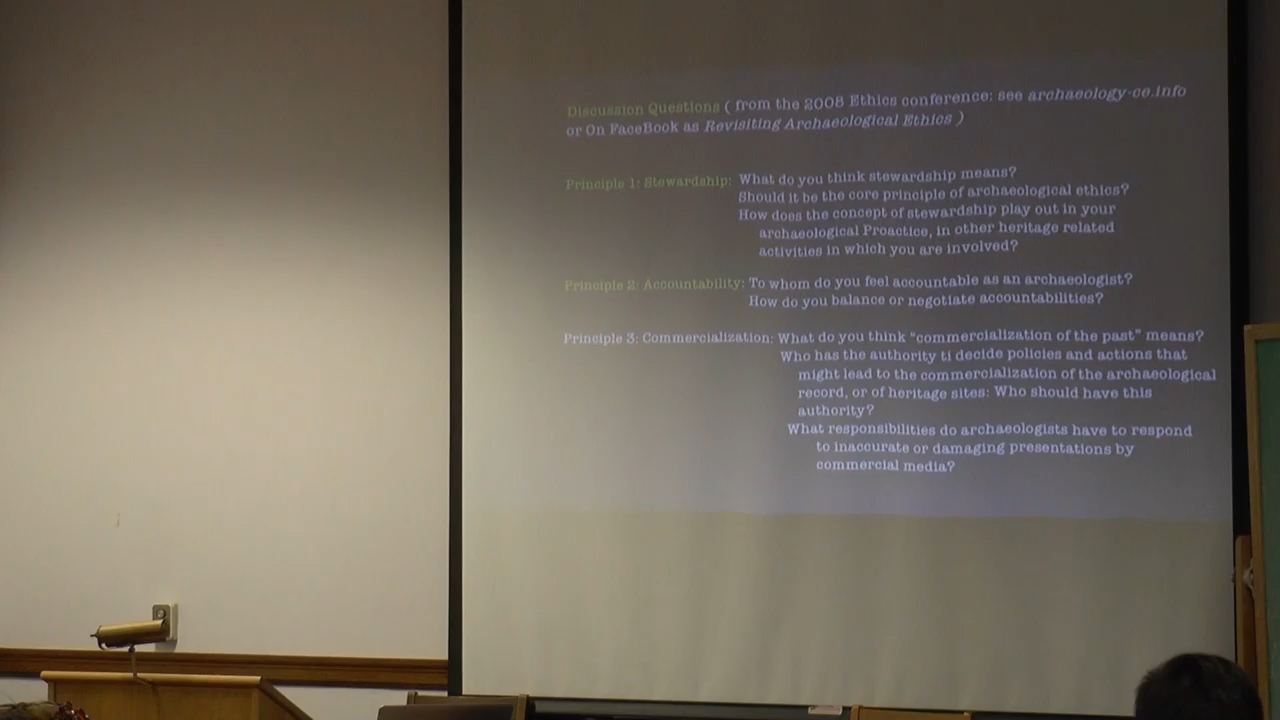 Discussion Questions ( from the 2008 Ethics conference: see archaeology-ce.info
or On FaceBook as Revisiting Archaeological Ethics )
Principle 1: Stewardship: What do you think stewardship means?
Should it be the core principle of archaeological ethics?
How does the concept of stewardship play out in your
archaeological Proactice, in other heritage related
activities in which you are involved?
Principle 2: Accountability: To whom do you feel accountable as an archaeologist?
How do you balance or negotiate accountabilities?
Principle 3: Commercialization: What do you think “commercialization of the past” means?
Who has the authority ti decide policies and actions that
might lead to the commercialization of the archaeological
record, or of heritage sites: Who should have this
authority?
What responsibilities do archaeologists have to respond
to inaccurate or damaging presentations by
commercial media?